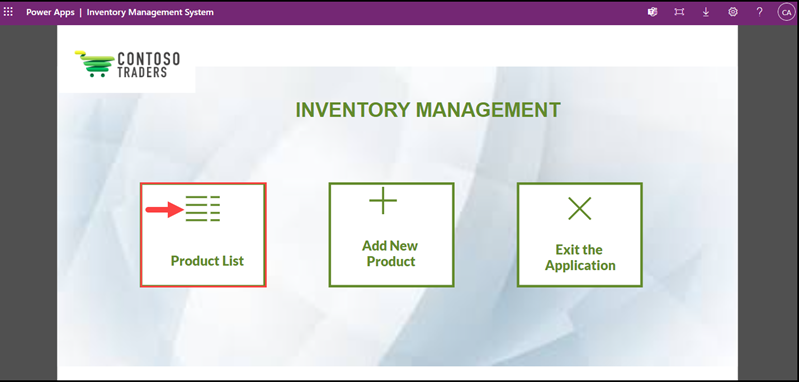 Power Apps | Inventory Management System
? CA
CONTOSO
TRADERS
INVENTORY MANAGEMENT
Product List
Add New
Product
Exit the
Application